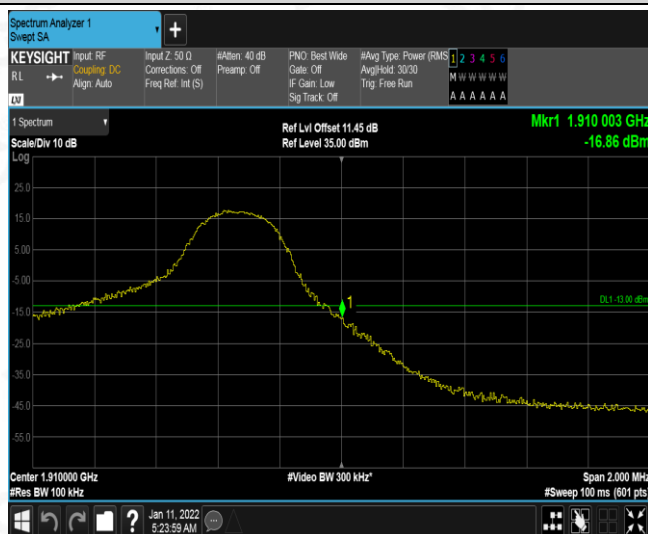 Spectrum Analyzer 1
Swept SA
+
KEYSIGHT Input: RF Input Z: 50 Ω #Atten: 40 dB PNO: Best Wide #Avg Type: Power (RMS 1 2 3 4 5 6
RL Coupling: DC Corrections: Off Preamp: Off Gate: Off Avg|Hold: 30/30 M W W W W W
Align: Auto Freq Ref: Int (S) IF Gain: Low Trig: Free Run
Sig Track: Off A A A A A A
LXI
1 Spectrum Ref Lvl Offset 11.45 dB Mkr1 1.910 003 GHz
Scale/Div 10 dB Ref Level 35.00 dBm -16.86 dBm
Log
25.0
15.0
5.00
-5.00
1
DL1 -13.00 dBm
-15.0
-25.0
-35.0
-45.0
-55.0
Center 1.910000 GHz #Video BW 300 kHz* Span 2.000 MHz
#Res BW 100 kHz #Sweep 100 ms (601 pts)
? Jan 11, 2022
5:23:59 AM